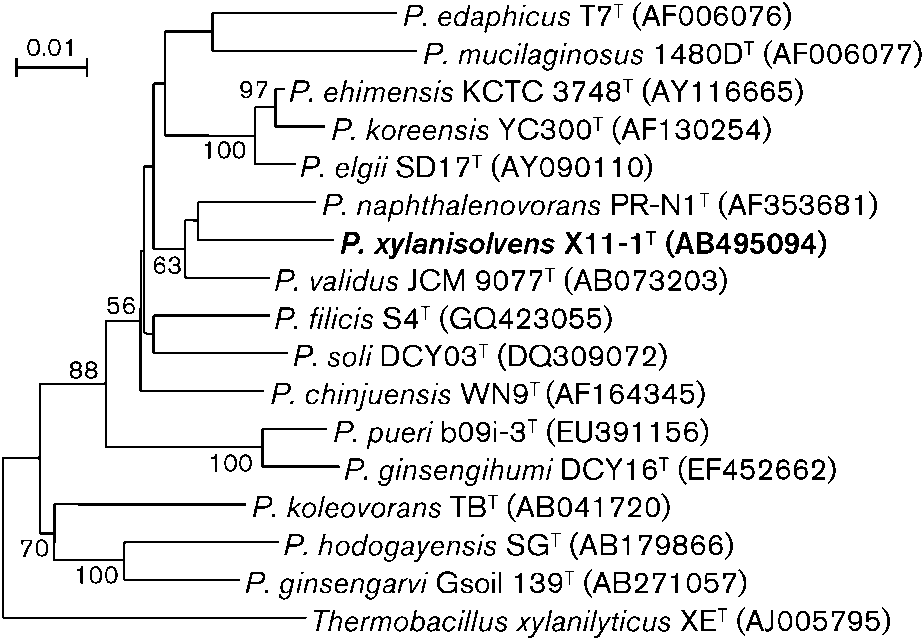 P. edaphicus T7ᵀ (AF006076)
0.01
P. mucilaginosus 1480Dᵀ (AF006077)
97
P. ehimensis KCTC 3748ᵀ (AY116665)
P. koreensis YC300ᵀ (AF130254)
100
P. elgii SD17ᵀ (AY090110)
P. naphthalenovorans PR-N1ᵀ (AF353681)
P. xylanisolvens X11-1ᵀ (AB495094)
63
P. validus JCM 9077ᵀ (AB073203)
56
P. filicis S4ᵀ (GQ423055)
P. soli DCY03ᵀ (DQ309072)
88
P. chinjuensis WN9ᵀ (AF164345)
P. pueri b09i-3ᵀ (EU391156)
100
P. ginsengihumi DCY16ᵀ (EF452662)
P. koleovorans TBᵀ (AB041720)
70
P. hodogayensis SGᵀ (AB179866)
100
P. ginsengarvi Gsoil 139ᵀ (AB271057)
Thermobacillus xylanilyticus XEᵀ (AJ005795)